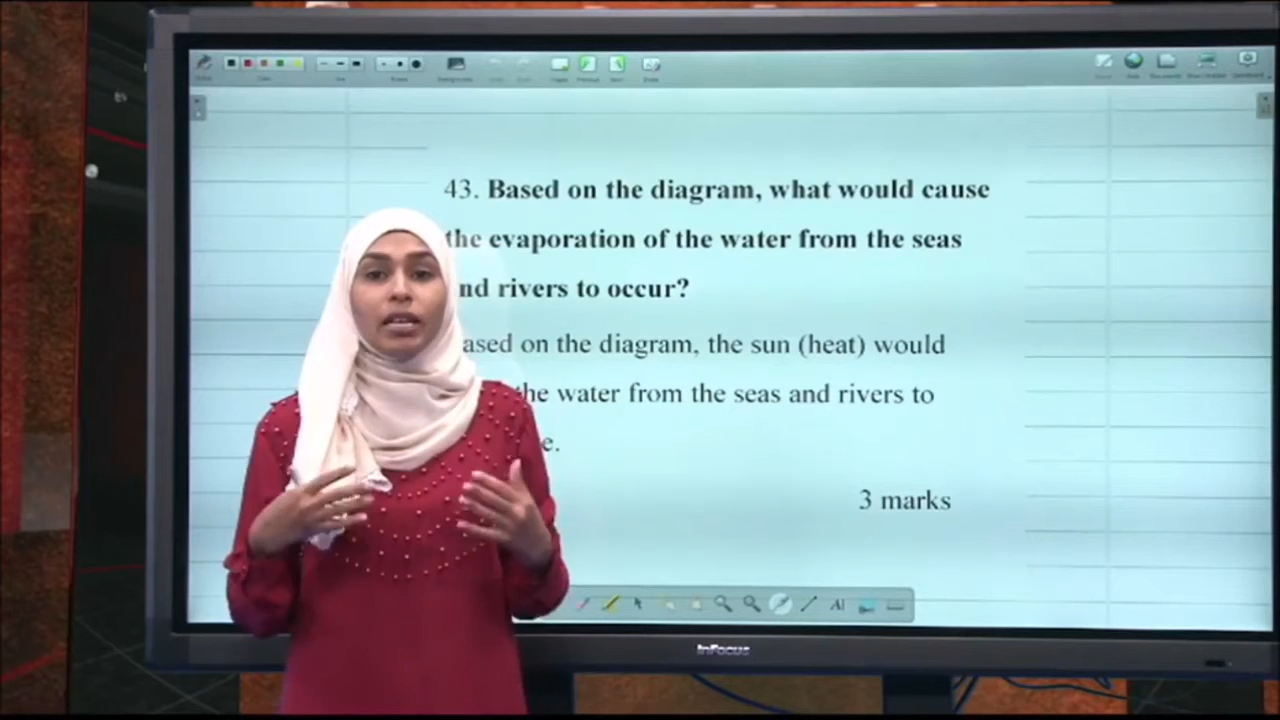 43. Based on the diagram, what would cause
the evaporation of the water from the seas
nd rivers to occur?
ased on the diagram, the sun (heat) would
the water from the seas and rivers to
e.
3 marks
AI
InFocus